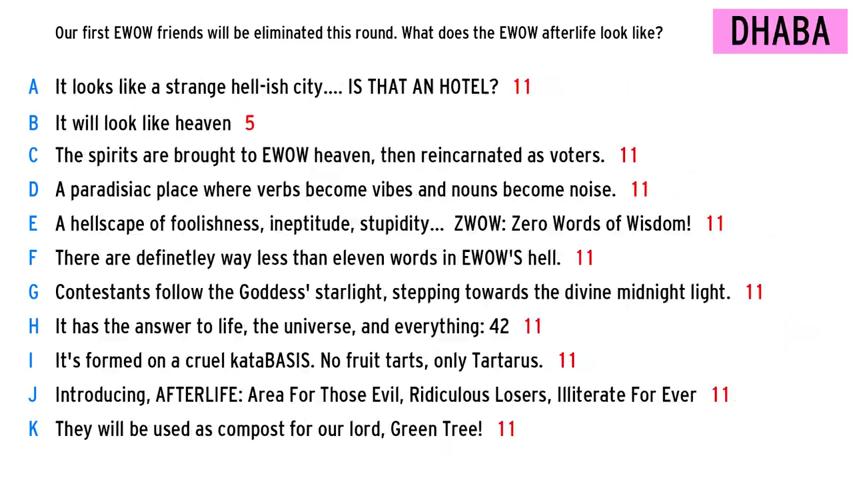 Our first EWOW friends will be eliminated this round. What does the EWOW afterlife look like?
DHABA
A It looks like a strange hell-ish city.... IS THAT AN HOTEL? 11
B It will look like heaven 5
C The spirits are brought to EWOW heaven, then reincarnated as voters. 11
D A paradisiac place where verbs become vibes and nouns become noise. 11
E A hellscape of foolishness, ineptitude, stupidity... ZWOW: Zero Words of Wisdom! 11
F There are definetley way less than eleven words in EWOW'S hell. 11
G Contestants follow the Goddess' starlight, stepping towards the divine midnight light. 11
H It has the answer to life, the universe, and everything: 42 11
I It's formed on a cruel kataBASIS. No fruit tarts, only Tartarus. 11
J Introducing, AFTERLIFE: Area For Those Evil, Ridiculous Losers, Illiterate For Ever 11
K They will be used as compost for our lord, Green Tree! 11